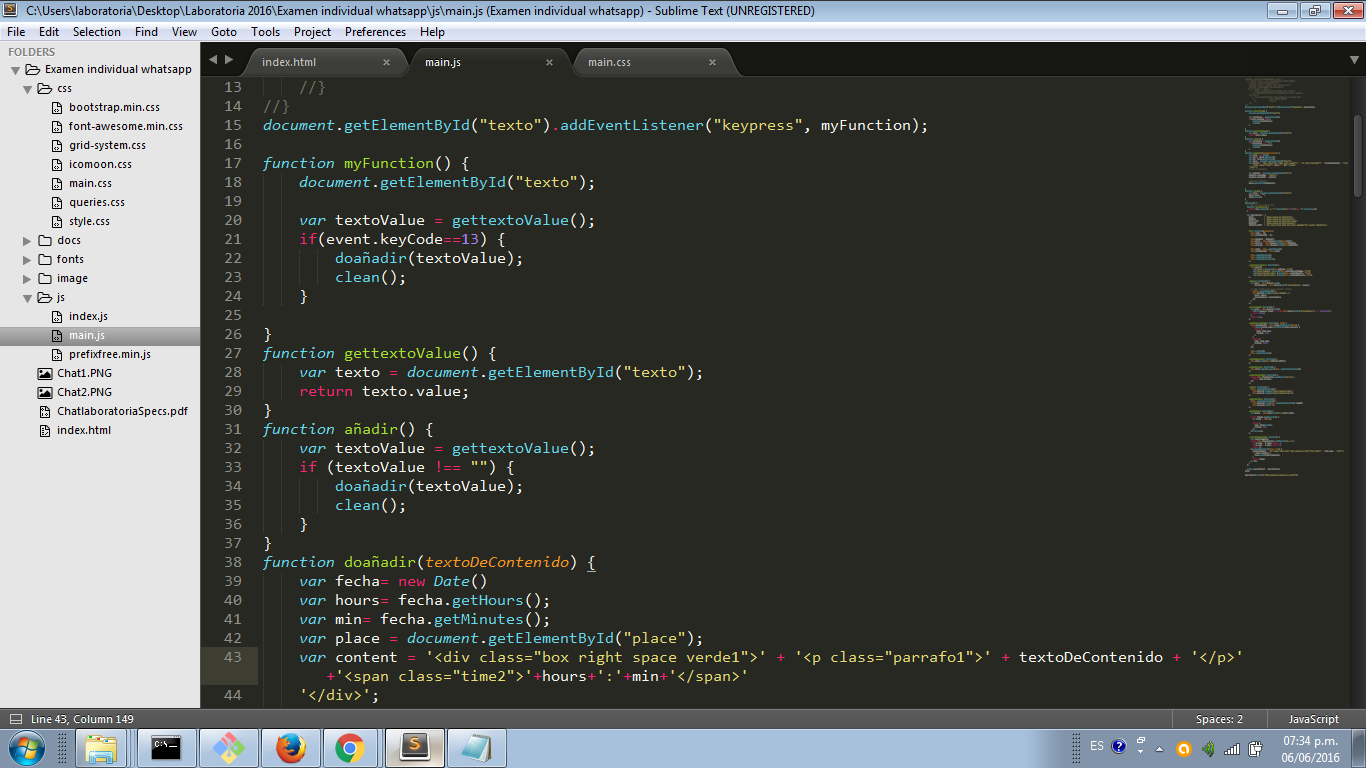 C:\Users\laboratoria\Desktop\Laboratoria 2016\Examen individual whatsapp\js\main.js (Examen individual whatsapp) - Sublime Text (UNREGISTERED)
File Edit Selection Find View Goto Tools Project Preferences Help
FOLDERS
Examen individual whatsapp
css
bootstrap.min.css
font-awesome.min.css
grid-system.css
icomoon.css
main.css
queries.css
style.css
docs
fonts
image
js
index.js
main.js
prefixfree.min.js
Chat1.PNG
Chat2.PNG
ChatlaboratoriaSpecs.pdf
index.html
index.html × main.js × main.css ×
13 //}
14 //}
15 document.getElementById("texto").addEventListener("keypress", myFunction);
16
17 function myFunction() {
18 document.getElementById("texto");
19
20 var textoValue = gettextoValue();
21 if(event.keyCode==13) {
22 doañadir(textoValue);
23 clean();
24 }
25
26 }
27 function gettextoValue() {
28 var texto = document.getElementById("texto");
29 return texto.value;
30 }
31 function añadir() {
32 var textoValue = gettextoValue();
33 if (textoValue !== "") {
34 doañadir(textoValue);
35 clean();
36 }
37 }
38 function doañadir(textoDeContenido) {
39 var fecha= new Date()
40 var hours= fecha.getHours();
41 var min= fecha.getMinutes();
42 var place = document.getElementById("place");
43 var content = '<div class="box right space verde1">' + '<p class="parrafo1">' + textoDeContenido + '</p>'
+'<span class="time2">'+hours+':'+min+'</span>'
44 '</div>';
Line 43, Column 149 Spaces: 2 JavaScript
ES 07:34 p.m.
06/06/2016